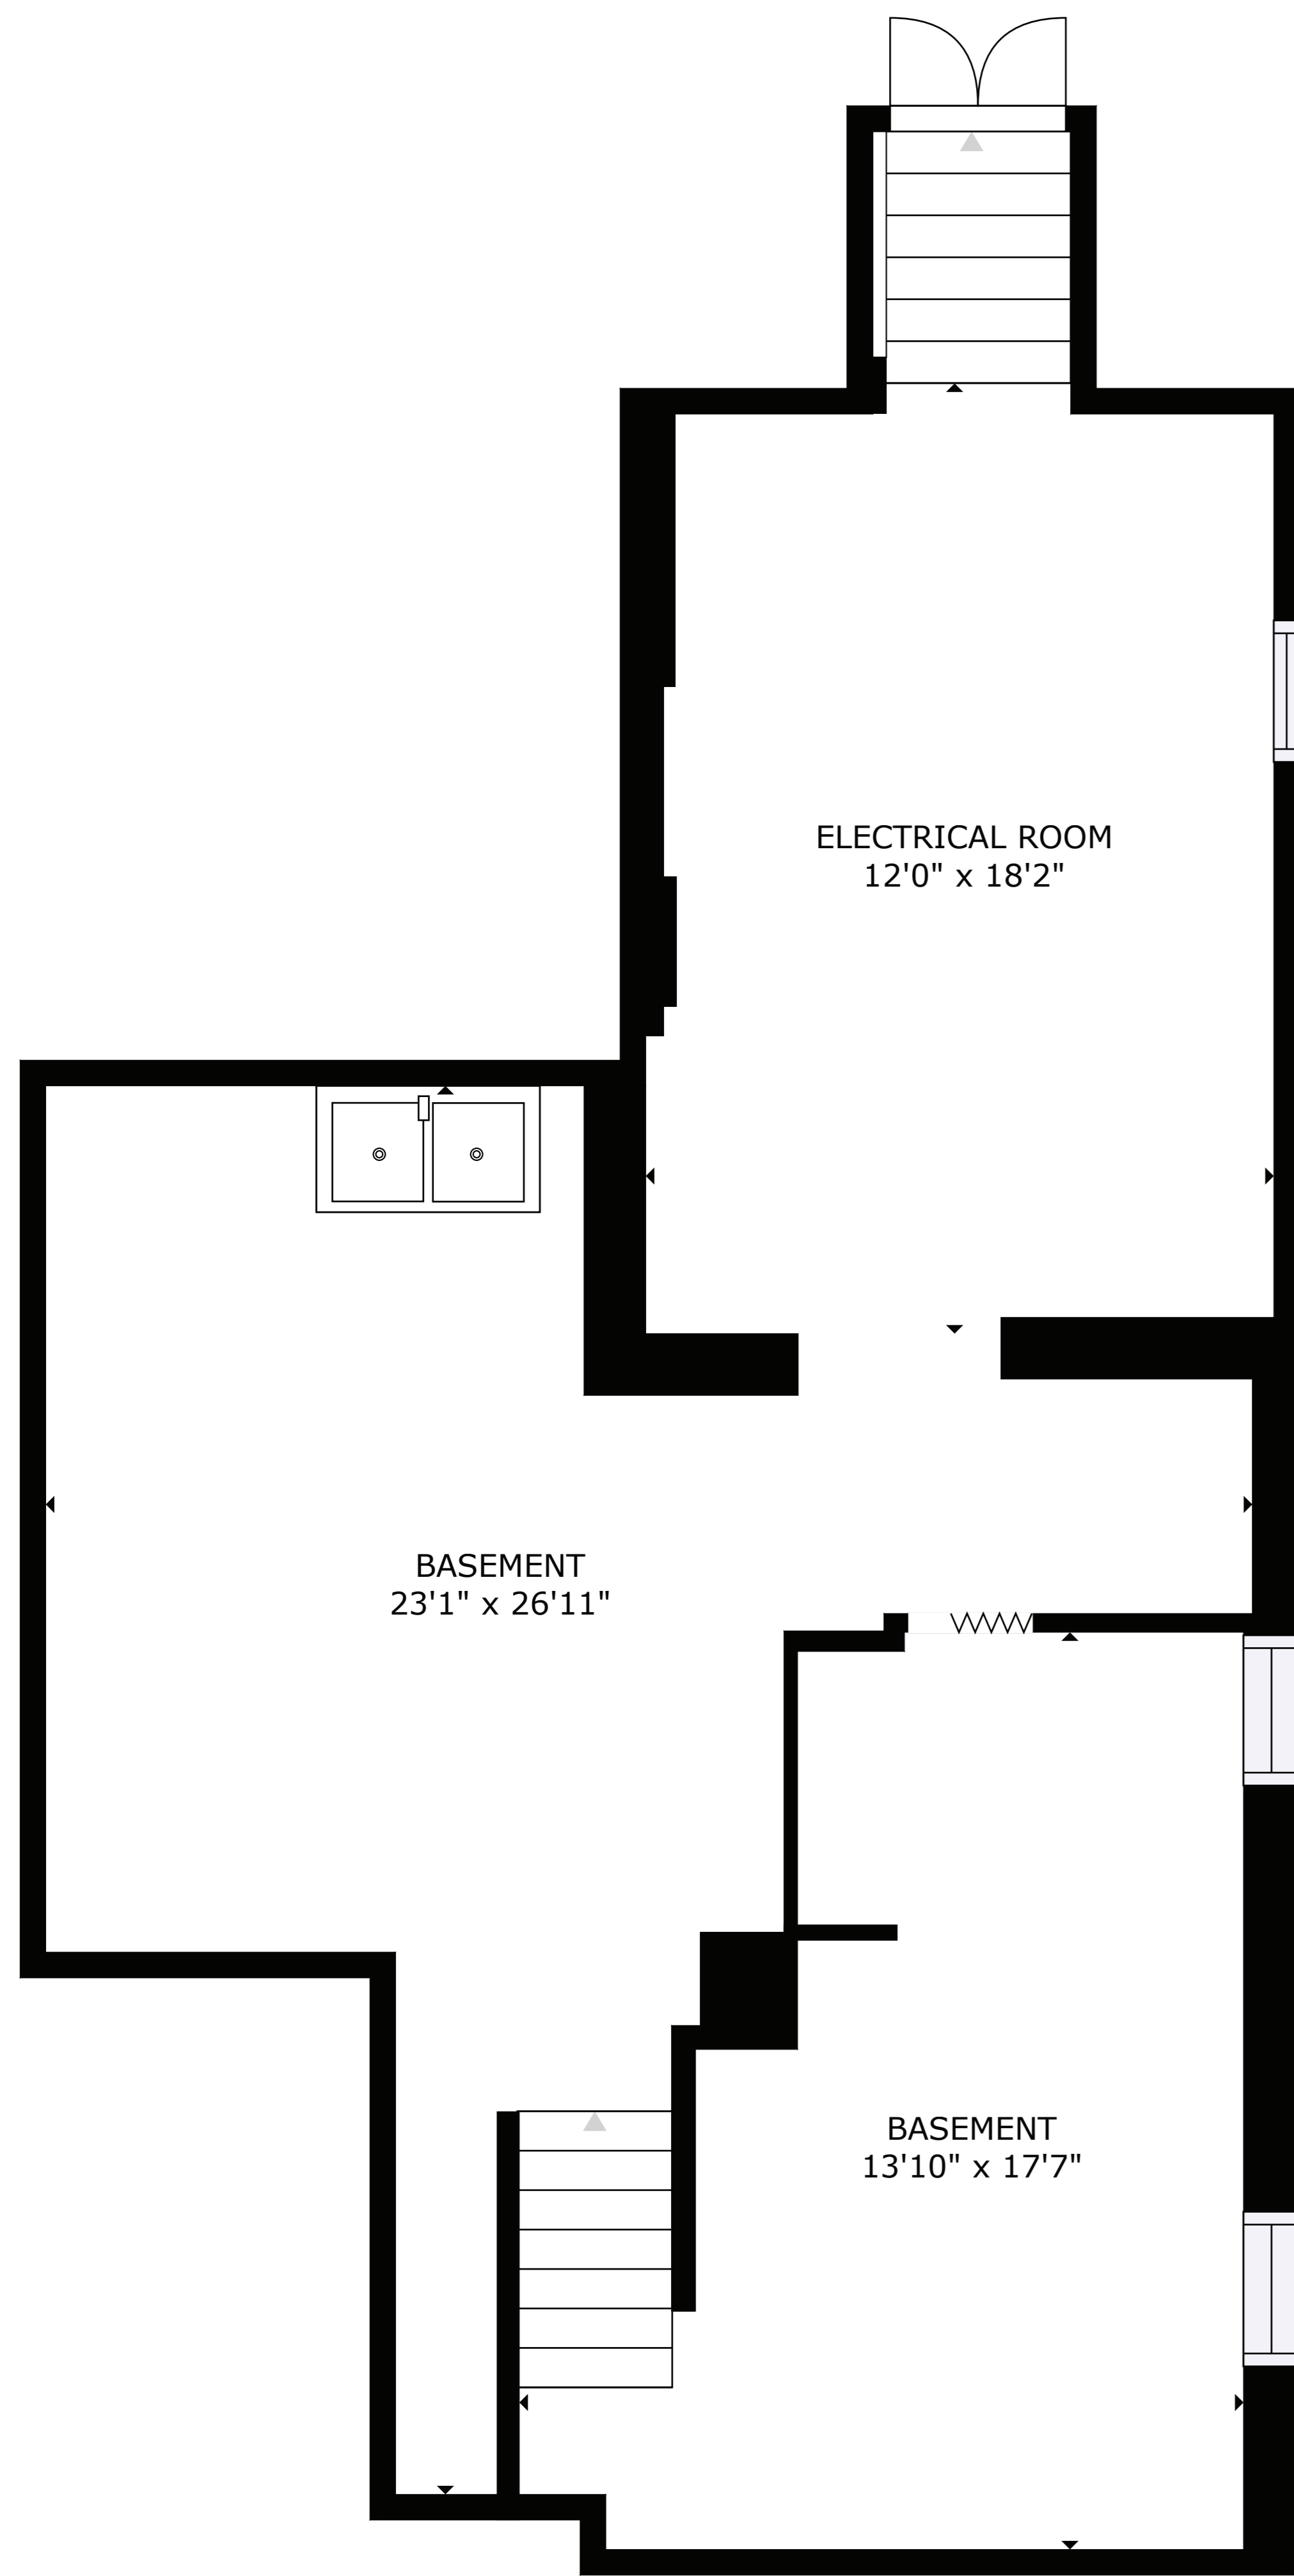 ELECTRICAL ROOM
12'0" x 18'2"
BASEMENT
23'1" x 26'11"
BASEMENT
13'10" x 17'7"